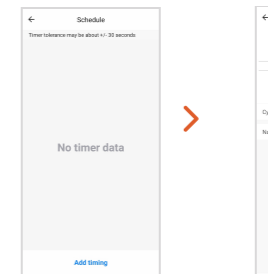 ← Schedule
Timer tolerance may be about +/- 30 seconds
No timer data
Add timing